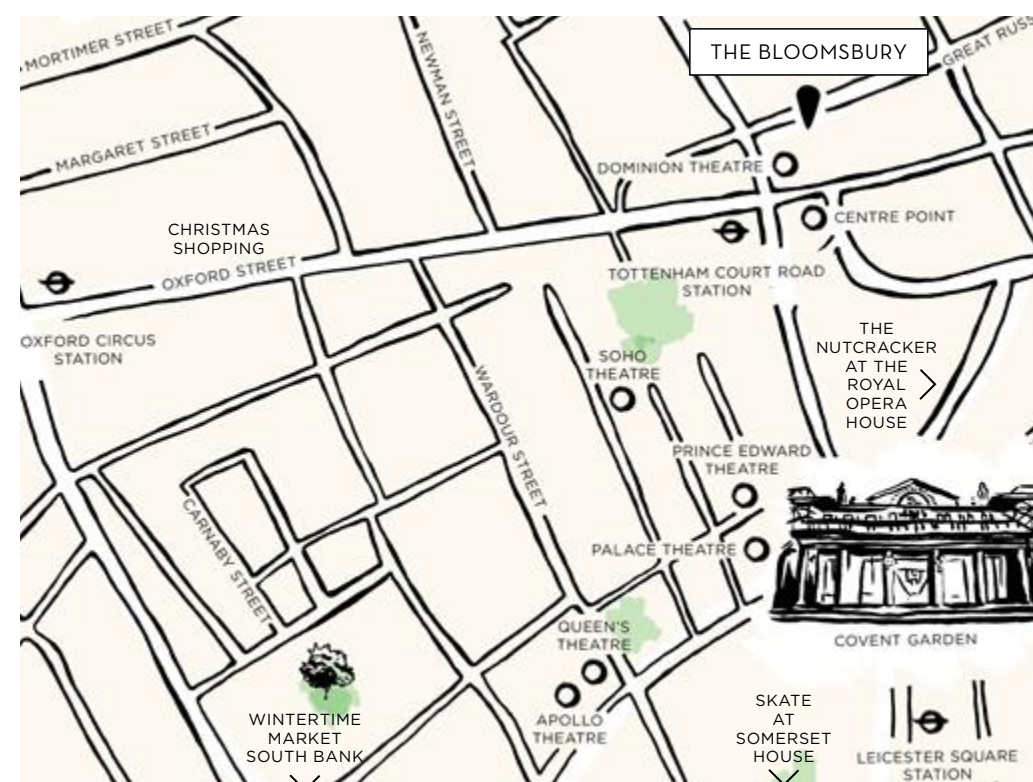 MORTIMER STREET
NEWMAN STREET
THE BLOOMSBURY
GREAT RUSS
MARGARET STREET
DOMINION THEATRE
CHRISTMAS
SHOPPING
CENTRE POINT
OXFORD STREET
TOTTENHAM COURT ROAD
STATION
OXFORD CIRCUS
STATION
THE
NUTCRACKER
AT THE
ROYAL
OPERA
HOUSE
SOHO
THEATRE
WARDOUR STREET
PRINCE EDWARD
THEATRE
CARNABY STREET
PALACE THEATRE
QUEEN'S
THEATRE
COVENT GARDEN
WINTERTIME
MARKET
SOUTH BANK
APOLLO
THEATRE
SKATE
AT
SOMERSET
HOUSE
LEICESTER SQUARE
STATION